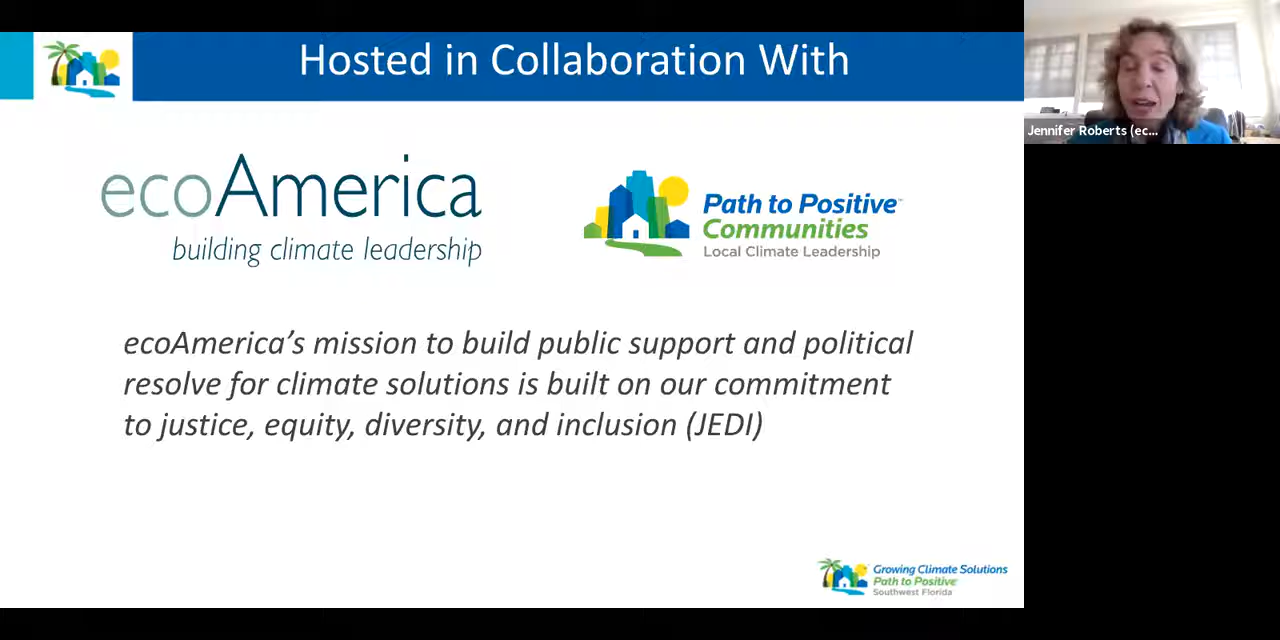 Hosted in Collaboration With
Jennifer Roberts (ec...
ecoAmerica
building climate leadership
Path to Positive™
Communities
Local Climate Leadership
ecoAmerica’s mission to build public support and political
resolve for climate solutions is built on our commitment
to justice, equity, diversity, and inclusion (JEDI)
Growing Climate Solutions
Path to Positive
Southwest Florida